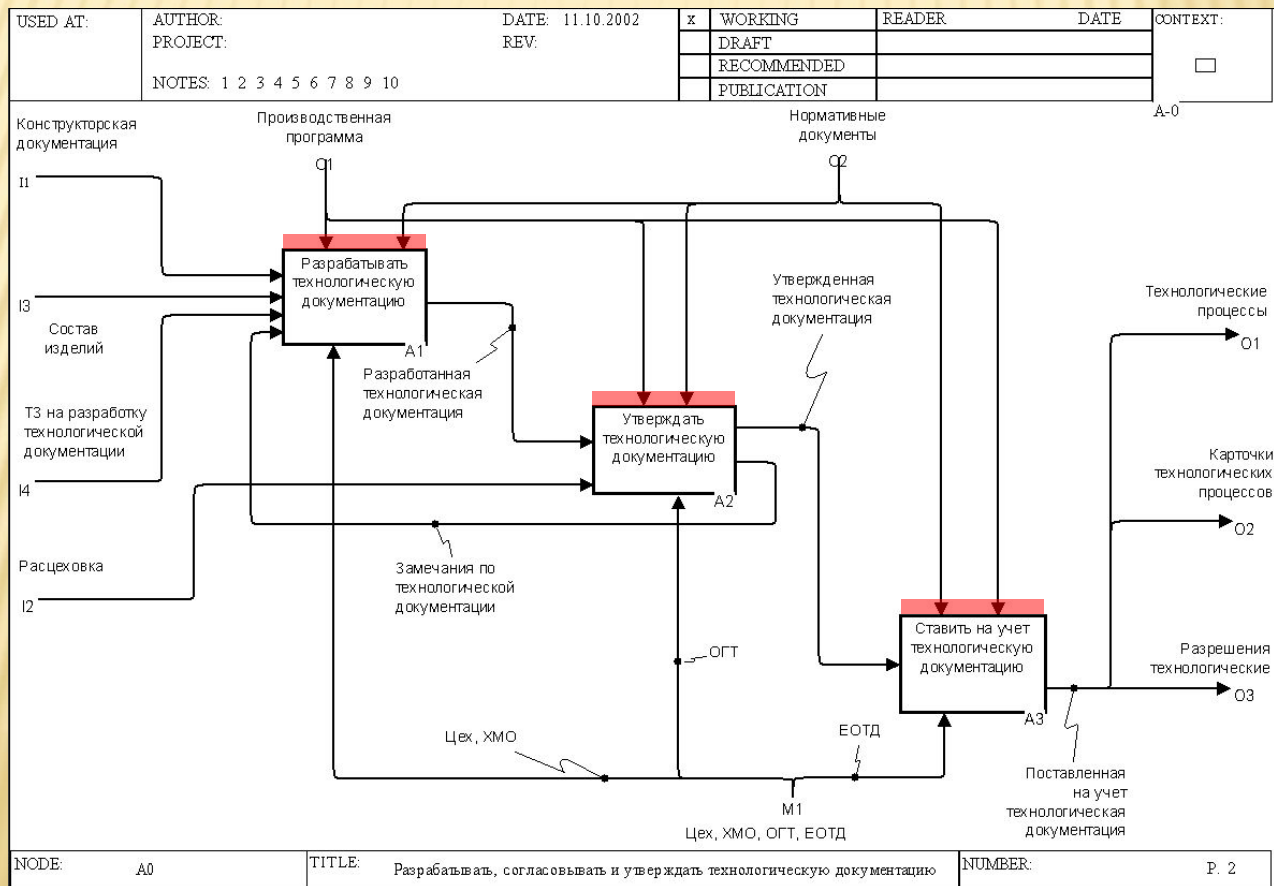 USED AT:
AUTHOR:
DATE: 11.10.2002
PROJECT:
REV:
NOTES: 1 2 3 4 5 6 7 8 9 10
X WORKING
DRAFT
RECOMMENDED
PUBLICATION
READER DATE
CONTEXT:
A-0
Конструкторская
документация
I1
Производственная
программа
C1
Нормативные
документы
C2
Разрабатывать
технологическую
документацию
A1
I3
Состав
изделий
ТЗ на разработку
технологической
документации
I4
Разработанная
технологическая
документация
Утвержденная
технологическая
документация
Технологические
процессы
O1
Утверждать
технологическую
документацию
A2
Карточки
технологических
процессов
O2
Расцеховка
I2
Замечания по
технологической
документации
Ставить на учет
технологическую
документацию
A3
ОГТ
Разрешения
технологические
O3
Цех, ХМО
ЕОТД
Поставленная
на учет
технологическая
документация
M1
Цех, ХМО, ОГТ, ЕОТД
NODE: A0
TITLE: Разрабатывать, согласовывать и утверждать технологическую документацию
NUMBER: P. 2